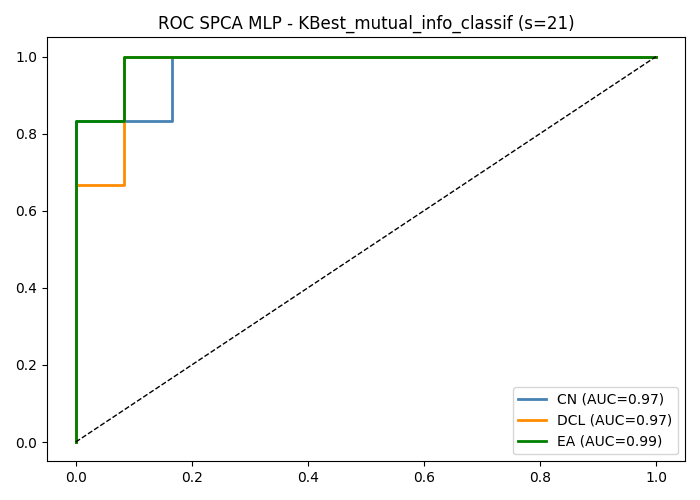 ROC SPCA MLP - KBest_mutual_info_classif (s=21)
1.0
0.8
0.6
0.4
0.2
0.0
0.0 0.2 0.4 0.6 0.8 1.0
CN (AUC=0.97)
DCL (AUC=0.97)
EA (AUC=0.99)